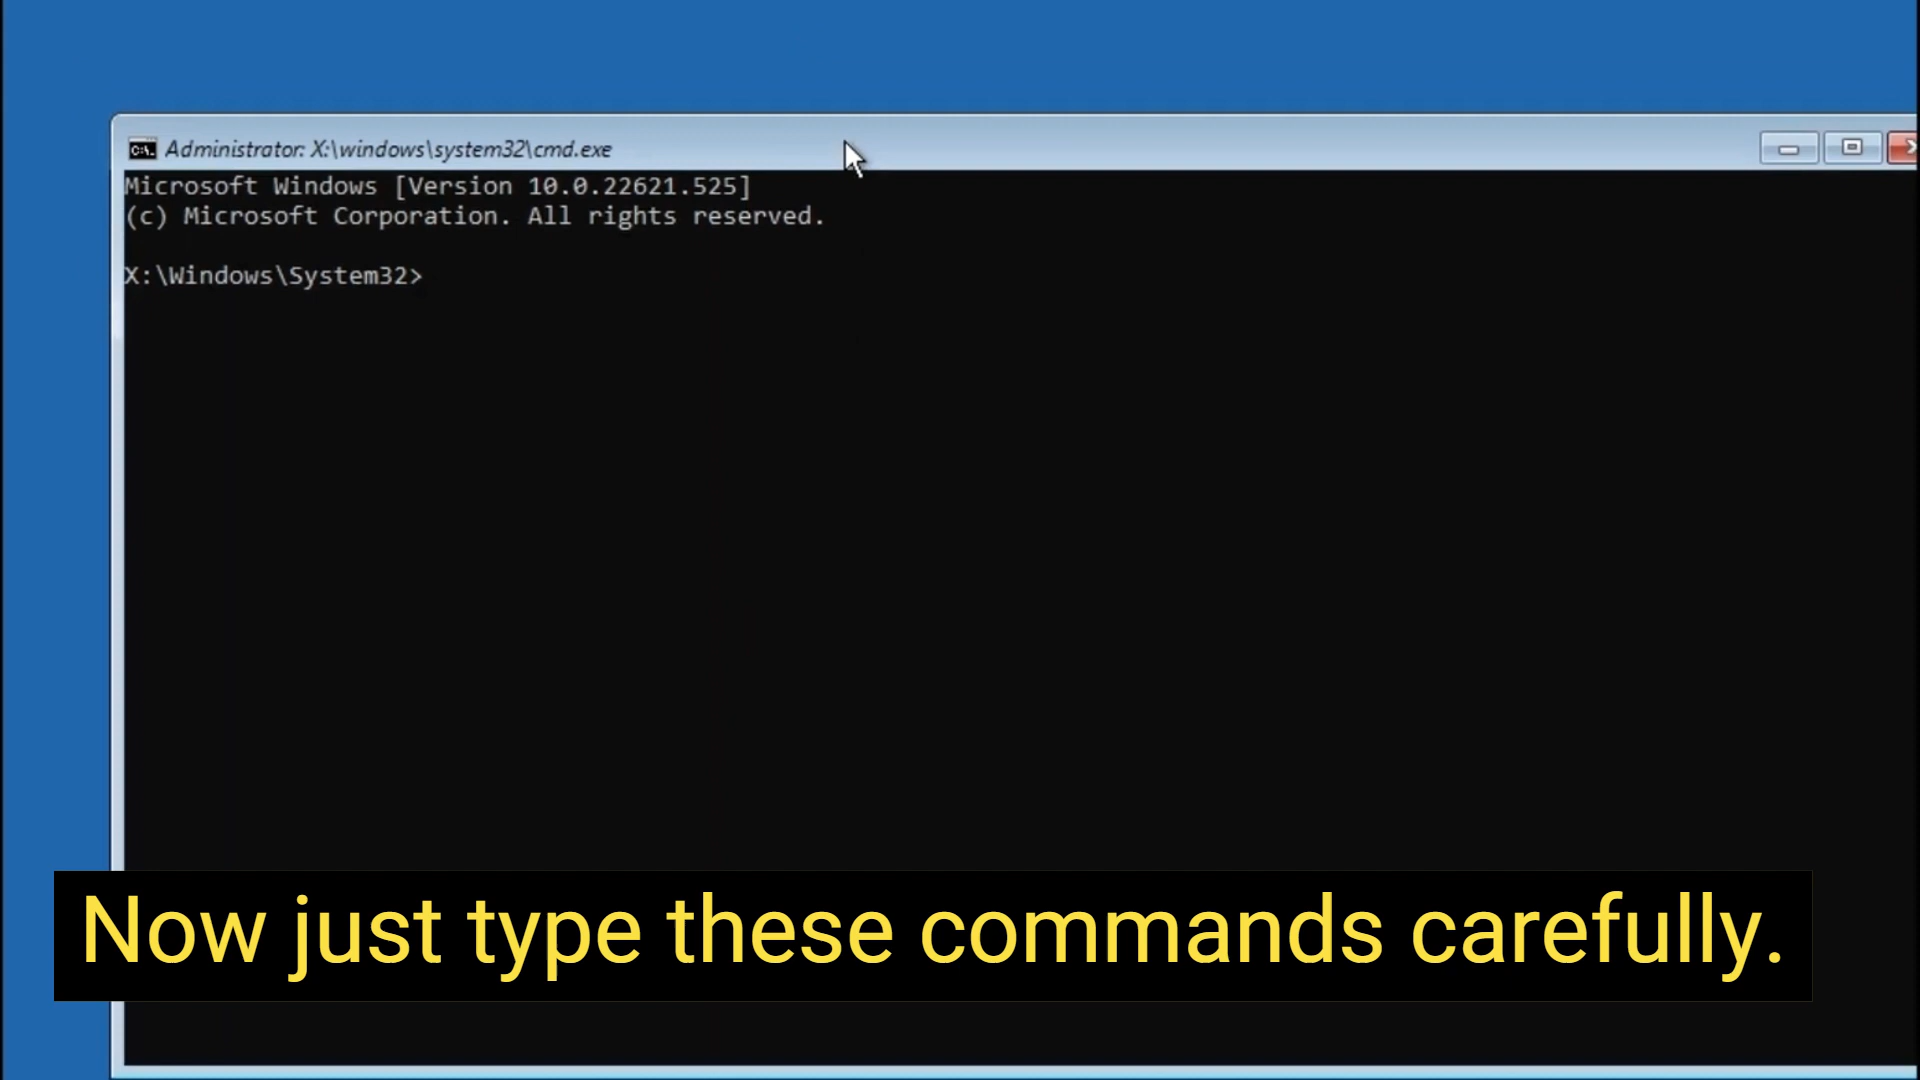 Administrator: X:\windows\system32\cmd.exe
Microsoft Windows [Version 10.0.22621.525]
(c) Microsoft Corporation. All rights reserved.
X:\Windows\System32>
Now just type these commands carefully.